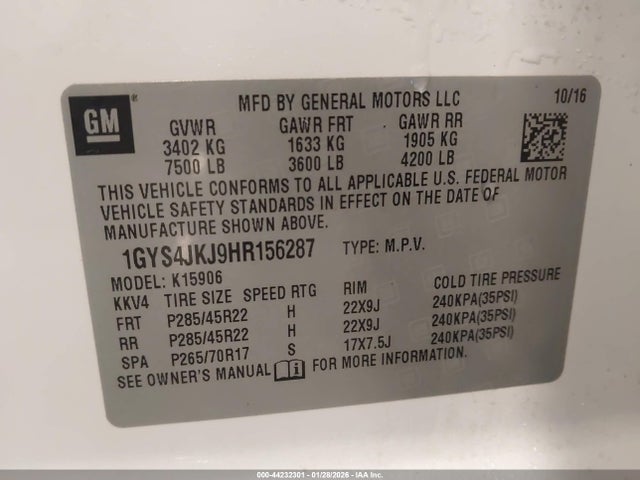 GM
MFD BY GENERAL MOTORS LLC 10/16
GVWR GAWR FRT GAWR RR
3402 KG 1633 KG 1905 KG
7500 LB 3600 LB 4200 LB
THIS VEHICLE CONFORMS TO ALL APPLICABLE U.S. FEDERAL MOTOR
VEHICLE SAFETY STANDARDS IN EFFECT ON THE DATE OF
MANUFACTURE SHOWN ABOVE.
1GYS4JKJ9HR156287 TYPE: M.P.V.
MODEL: K15906
KKV4 TIRE SIZE SPEED RTG RIM COLD TIRE PRESSURE
FRT P285/45R22 H 22X9J 240KPA(35PSI)
RR P285/45R22 H 22X9J 240KPA(35PSI)
SPA P265/70R17 S 17X7.5J 240KPA(35PSI)
SEE OWNER'S MANUAL FOR MORE INFORMATION.
000-44232301 - 01/28/2026 - IAAI Inc.